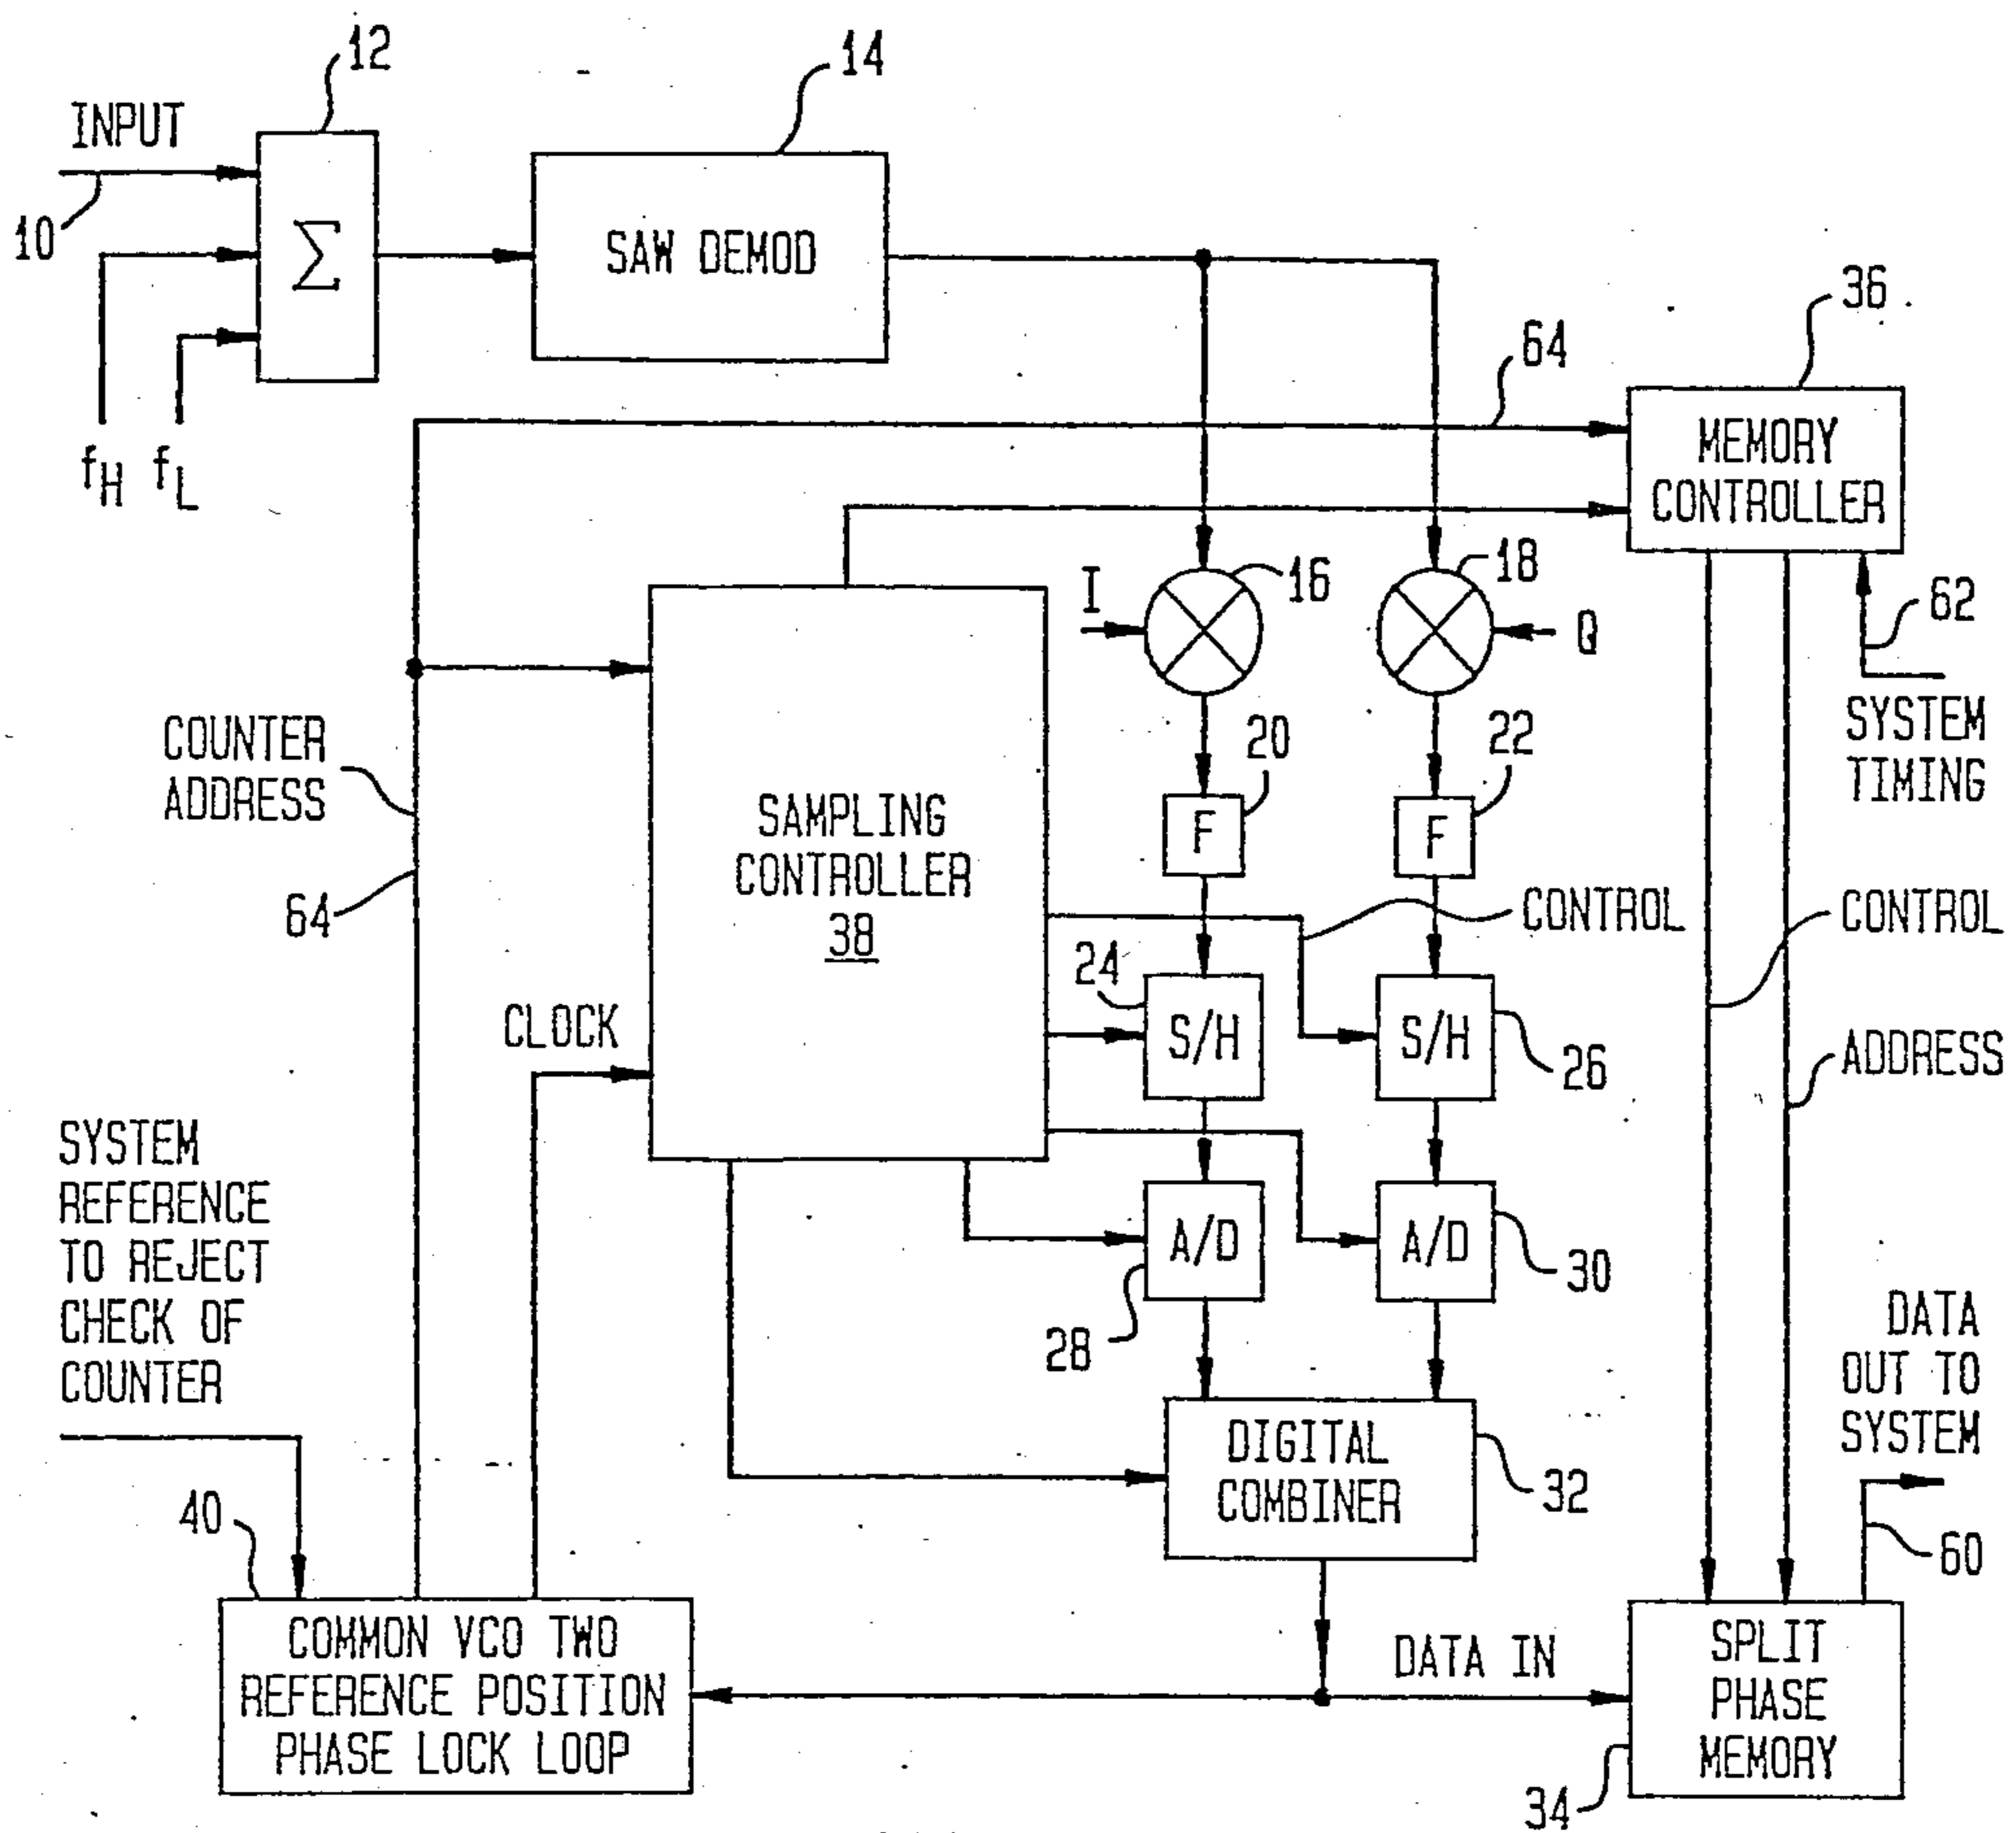 12
14
INPUT
10
Σ
SAW DEMOD
fH fL
36
64
MEMORY
CONTROLLER
I
16
18
Q
62
SYSTEM
TIMING
COUNTER
ADDRESS
64
SAMPLING
CONTROLLER
38
20
22
F
F
CONTROL
CONTROL
24
S/H
S/H
26
ADDRESS
CLOCK
SYSTEM
REFERENCE
TO REJECT
CHECK OF
COUNTER
A/D
A/D
28
30
DATA
OUT TO
SYSTEM
DIGITAL
COMBINER
32
40
60
COMMON VCO TWO
REFERENCE POSITION
PHASE LOCK LOOP
DATA IN
SPLIT
PHASE
MEMORY
34